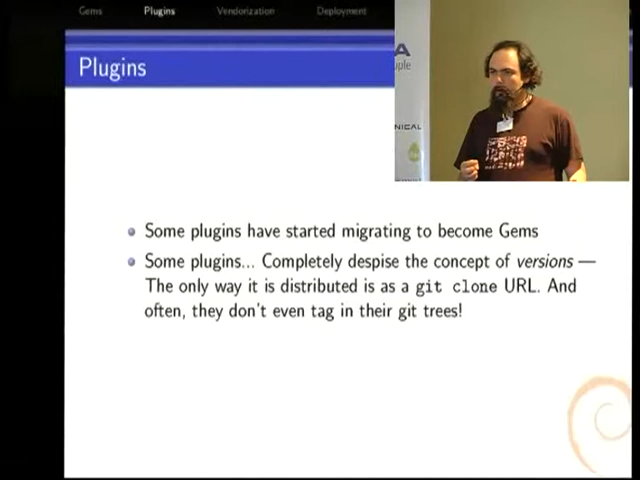 Gems Plugins Vendorization Deployment
Plugins
A
ple
NICAL
Some plugins have started migrating to become Gems
Some plugins... Completely despise the concept of versions —
The only way it is distributed is as a git clone URL. And
often, they don't even tag in their git trees!